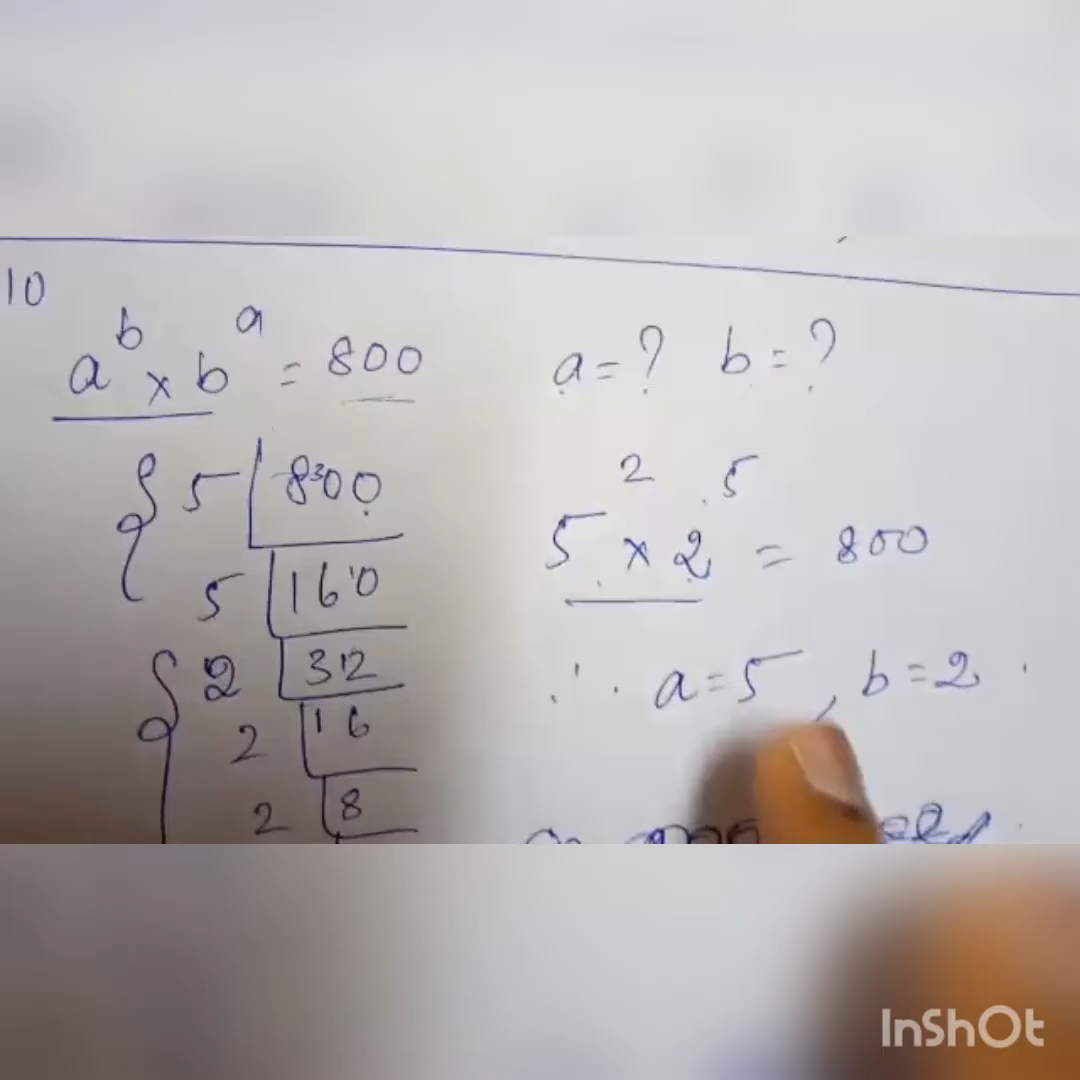 10
a^b × b^a = 800 a = ? b = ?
5 | 800
5 | 160
2 | 32
2 | 16
2 | 8
5^2 × 2^5 = 800
∴ a = 5, b = 2
InShOt